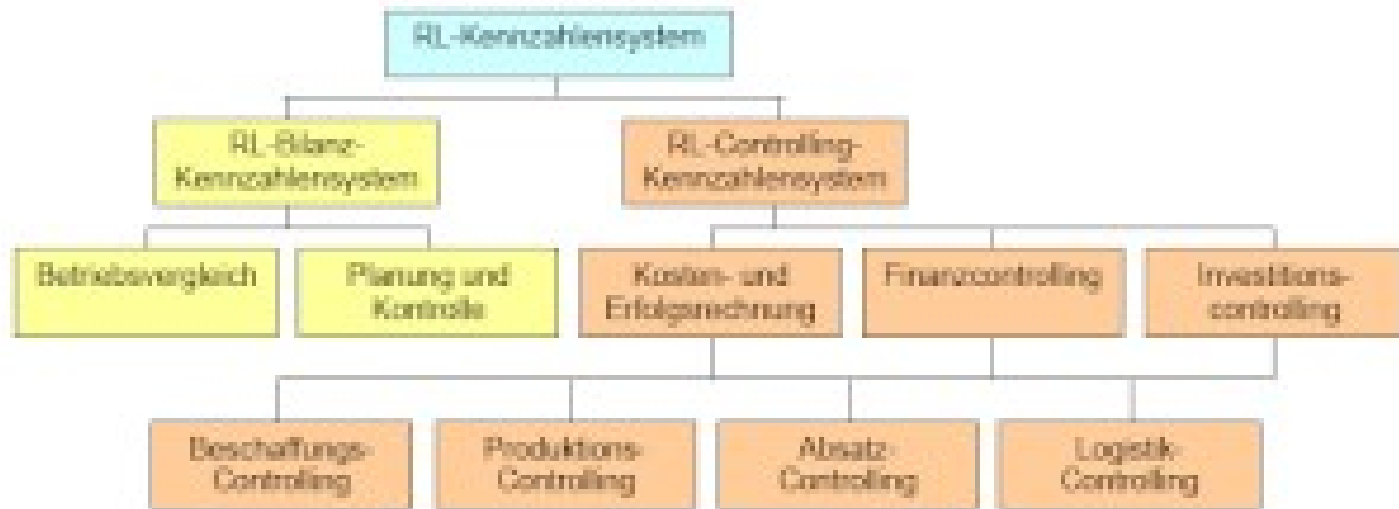 RL-Kennzahlensystem
RL-Bilanz-
Kennzahlensystem
RL-Controlling-
Kennzahlensystem
Betriebsvergleich
Planung und
Kontrolle
Kosten- und
Erfolgsrechnung
Finanzcontrolling
Investitions-
controlling
Beschaffungs-
Controlling
Produktions-
Controlling
Absatz-
Controlling
Logistik-
Controlling